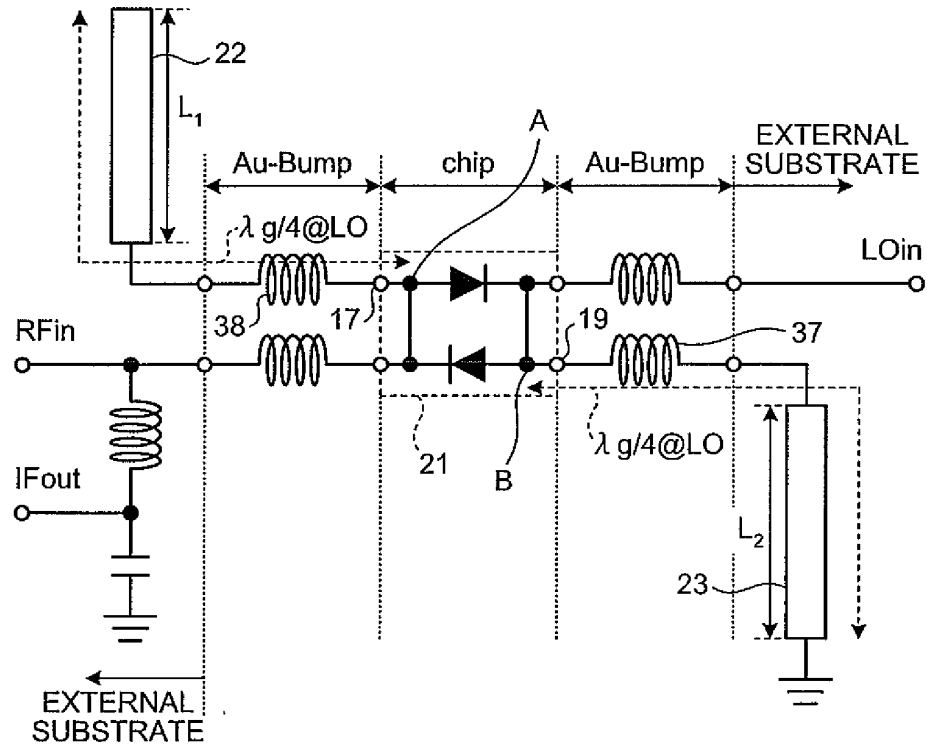 22
L₁
A
EXTERNAL
SUBSTRATE
Au-Bump
chip
Au-Bump
λ g/4@LO
LOin
38
17
19
37
RFin
21
B
λ g/4@LO
IFout
L₂
23
EXTERNAL
SUBSTRATE